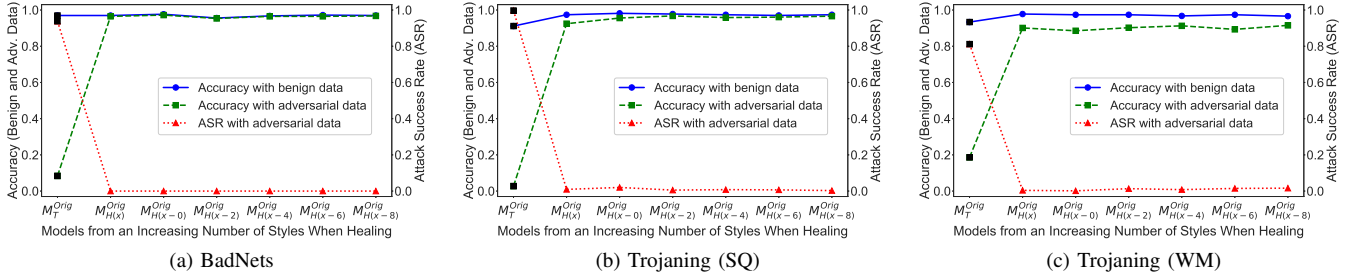 Accuracy (Benign and Adv. Data)
1.0
0.8
0.6
0.4
0.2
0.0
Accuracy with benign data
Accuracy with adversarial data
ASR with adversarial data
1.0
0.8
0.6
0.4
0.2
0.0
Attack Success Rate (ASR)
M_T^Orig M_H(x)^Orig M_H(x−0)^Orig M_H(x−2)^Orig M_H(x−4)^Orig M_H(x−6)^Orig M_H(x−8)^Orig
Models from an Increasing Number of Styles When Healing
(a) BadNets
Accuracy (Benign and Adv. Data)
1.0
0.8
0.6
0.4
0.2
0.0
Accuracy with benign data
Accuracy with adversarial data
ASR with adversarial data
1.0
0.8
0.6
0.4
0.2
0.0
Attack Success Rate (ASR)
M_T^Orig M_H(x)^Orig M_H(x−0)^Orig M_H(x−2)^Orig M_H(x−4)^Orig M_H(x−6)^Orig M_H(x−8)^Orig
Models from an Increasing Number of Styles When Healing
(b) Trojaning (SQ)
Accuracy (Benign and Adv. Data)
1.0
0.8
0.6
0.4
0.2
0.0
Accuracy with benign data
Accuracy with adversarial data
ASR with adversarial data
1.0
0.8
0.6
0.4
0.2
0.0
Attack Success Rate (ASR)
M_T^Orig M_H(x)^Orig M_H(x−0)^Orig M_H(x−2)^Orig M_H(x−4)^Orig M_H(x−6)^Orig M_H(x−8)^Orig
Models from an Increasing Number of Styles When Healing
(c) Trojaning (WM)